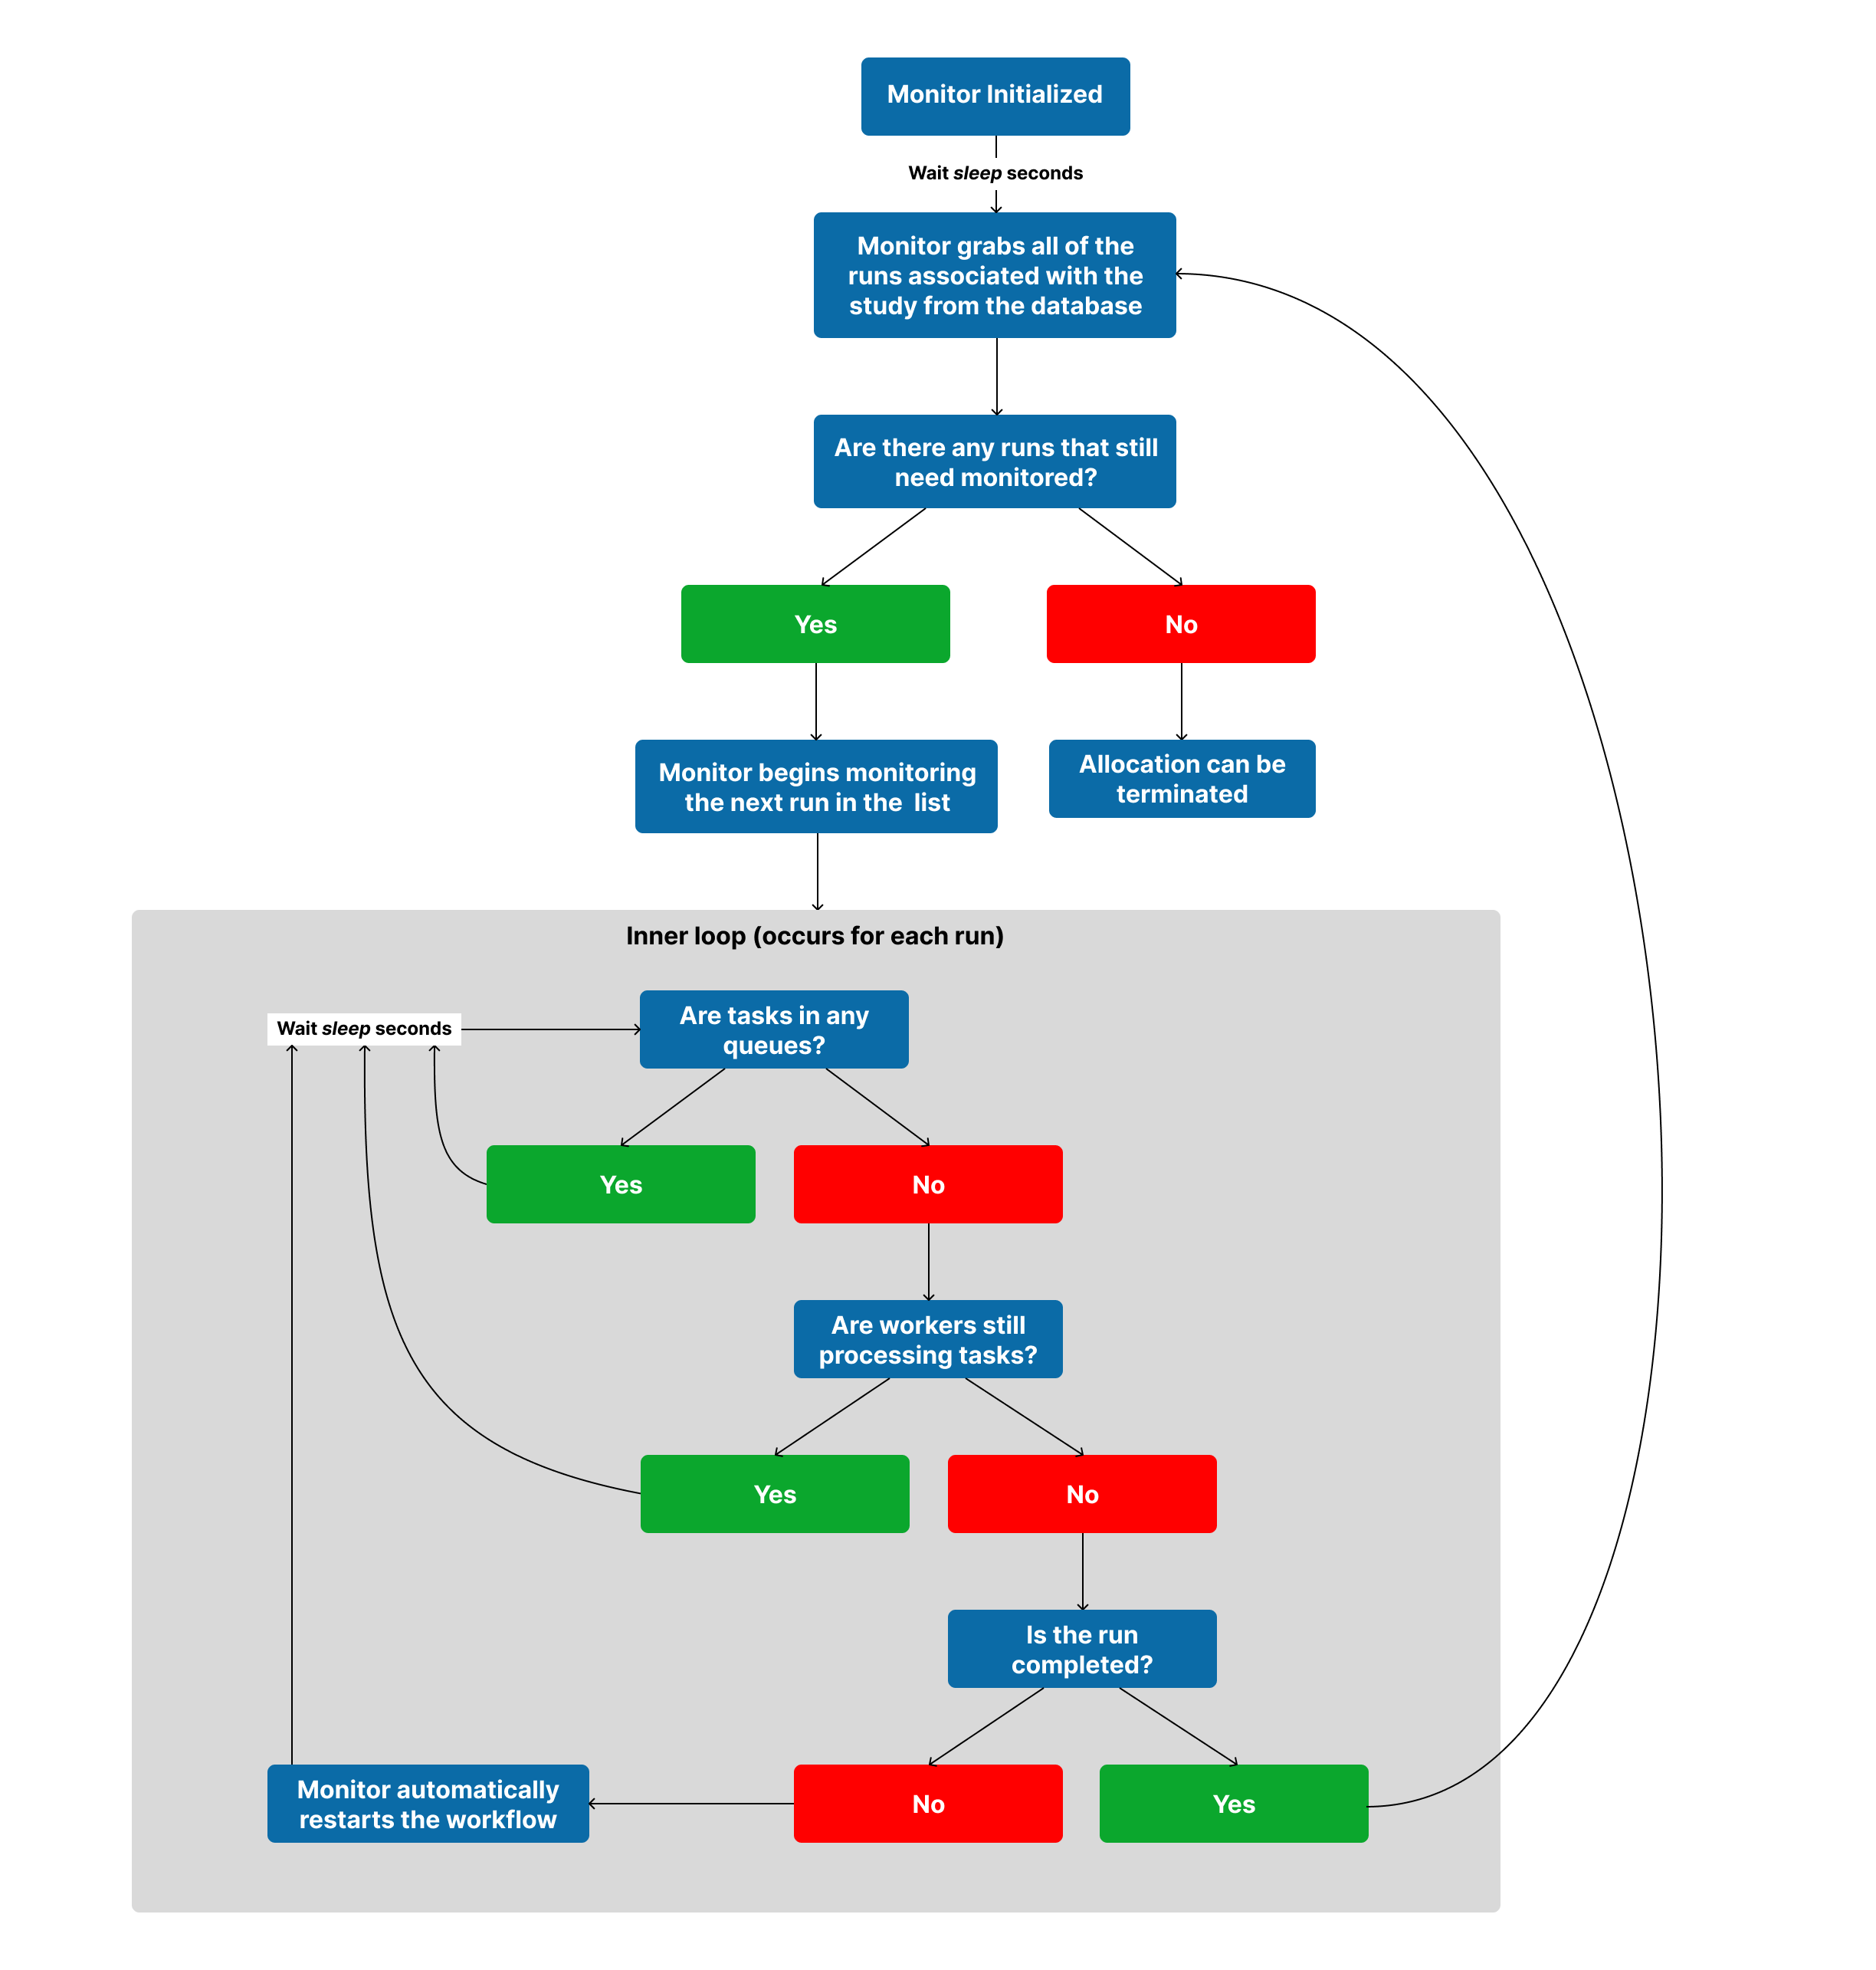 Monitor Initialized
Wait sleep seconds
Monitor grabs all of the
runs associated with the
study from the database
Are there any runs that still
need monitored?
Yes
No
Monitor begins monitoring
the next run in the list
Allocation can be
terminated
Inner loop (occurs for each run)
Wait sleep seconds
Are tasks in any
queues?
Yes
No
Are workers still
processing tasks?
Yes
No
Is the run
completed?
Monitor automatically
restarts the workflow
No
Yes